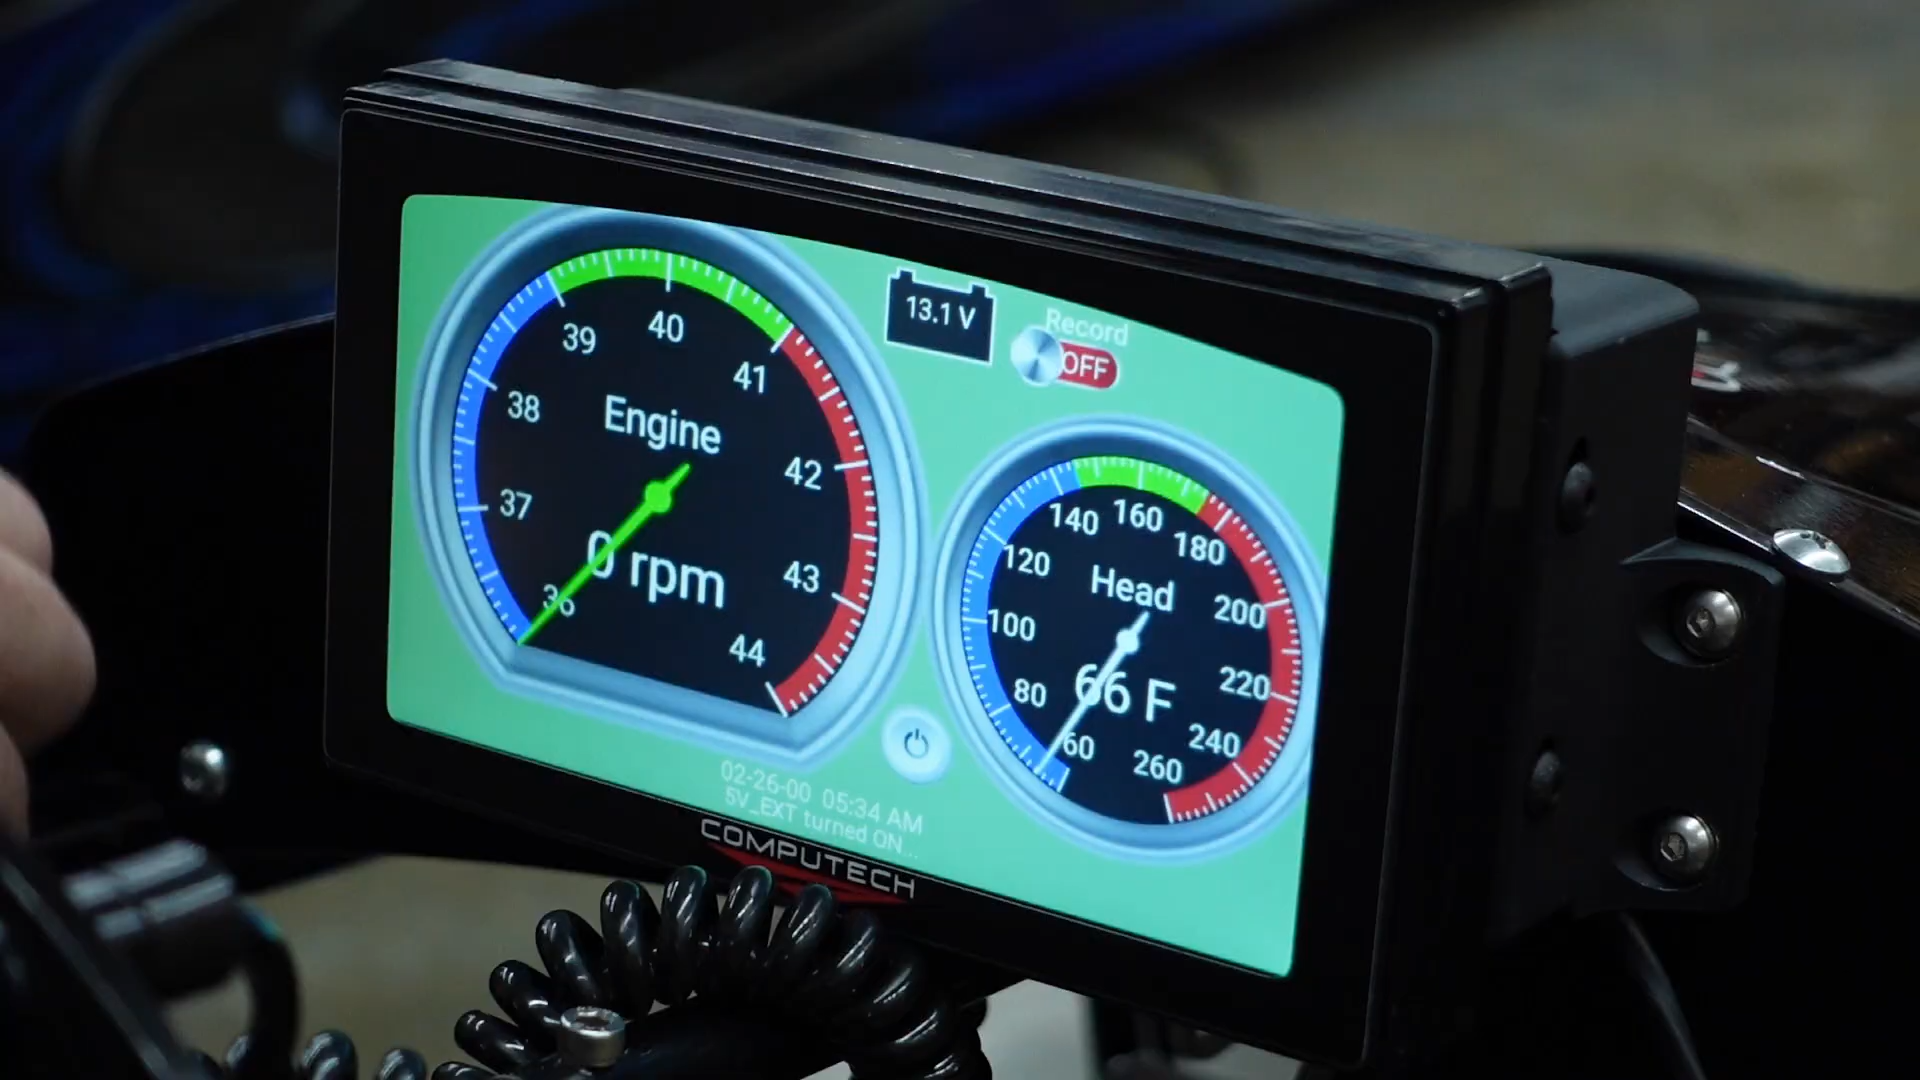 39
40
41
38
42
37
43
36
44
Engine
0 rpm
13.1 V
Record
OFF
140
160
180
120
200
100
220
80
240
60
260
Head
66 F
02-26-00 05:34 AM
5V_EXT turned ON...
COMPUTECH